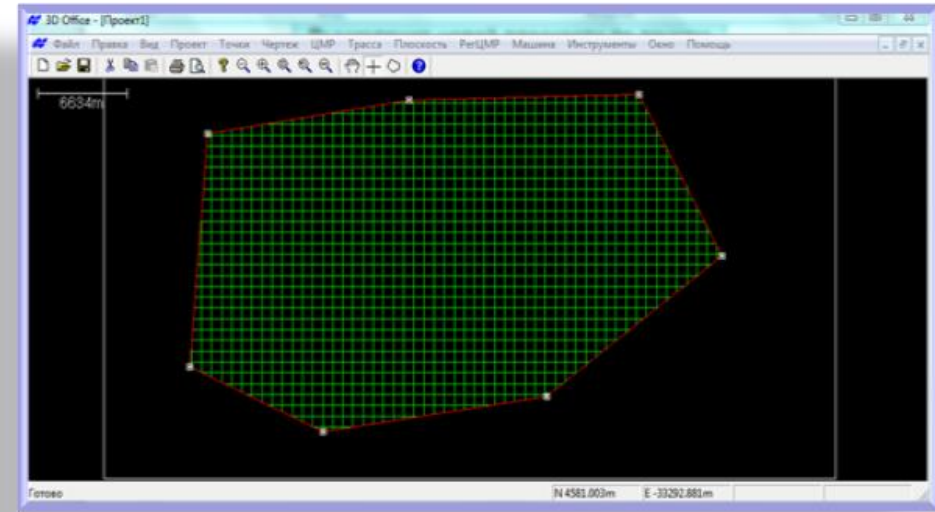 3D Office - [Проект1]
Файл Правка Вид Проект Точки Чертеж ЦМР Трасса Плоскость РегЦМР Машина Инструменты Окно Помощь
6634m
Готово N 4581.003m E -33292.881m